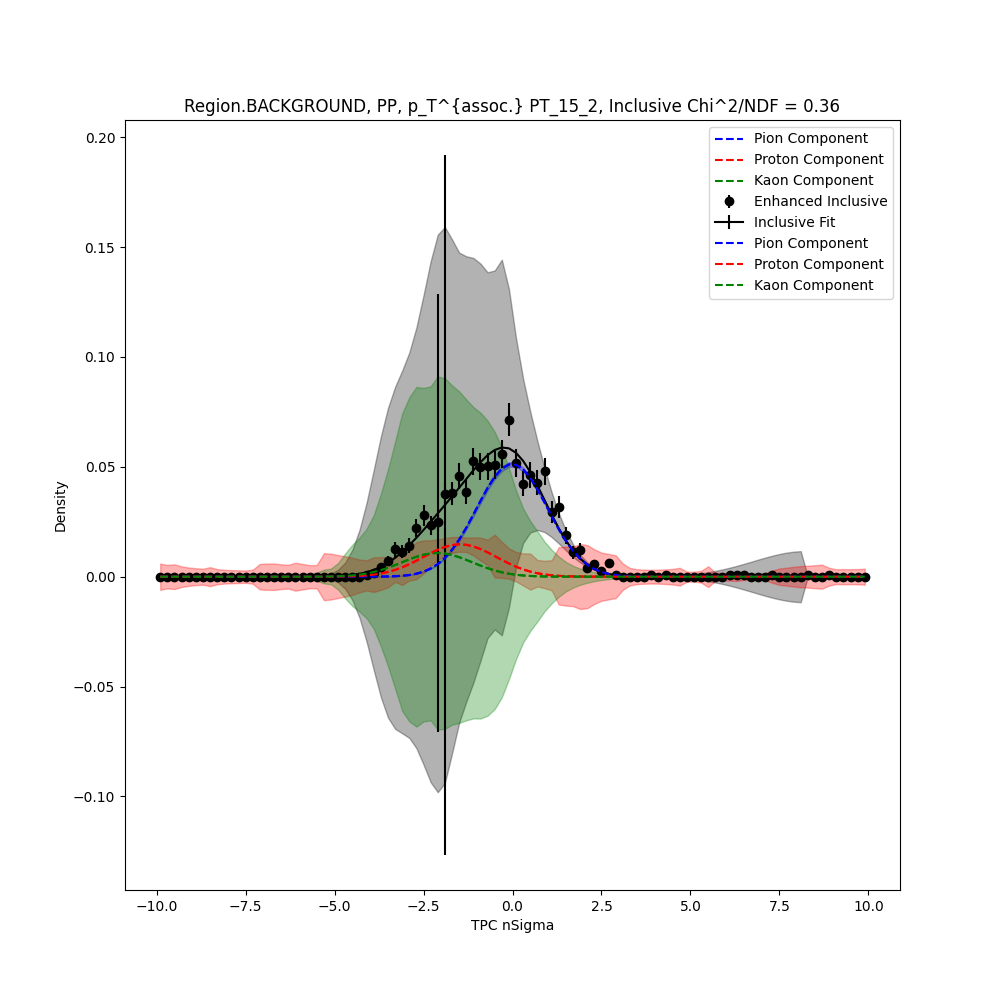 Region.BACKGROUND, PP, p_T^{assoc.} PT_15_2, Inclusive Chi^2/NDF = 0.36
Pion Component
Proton Component
Kaon Component
Enhanced Inclusive
Inclusive Fit
Pion Component
Proton Component
Kaon Component
0.20
0.15
0.10
0.05
0.00
−0.05
−0.10
Density
−10.0 −7.5 −5.0 −2.5 0.0 2.5 5.0 7.5 10.0
TPC nSigma